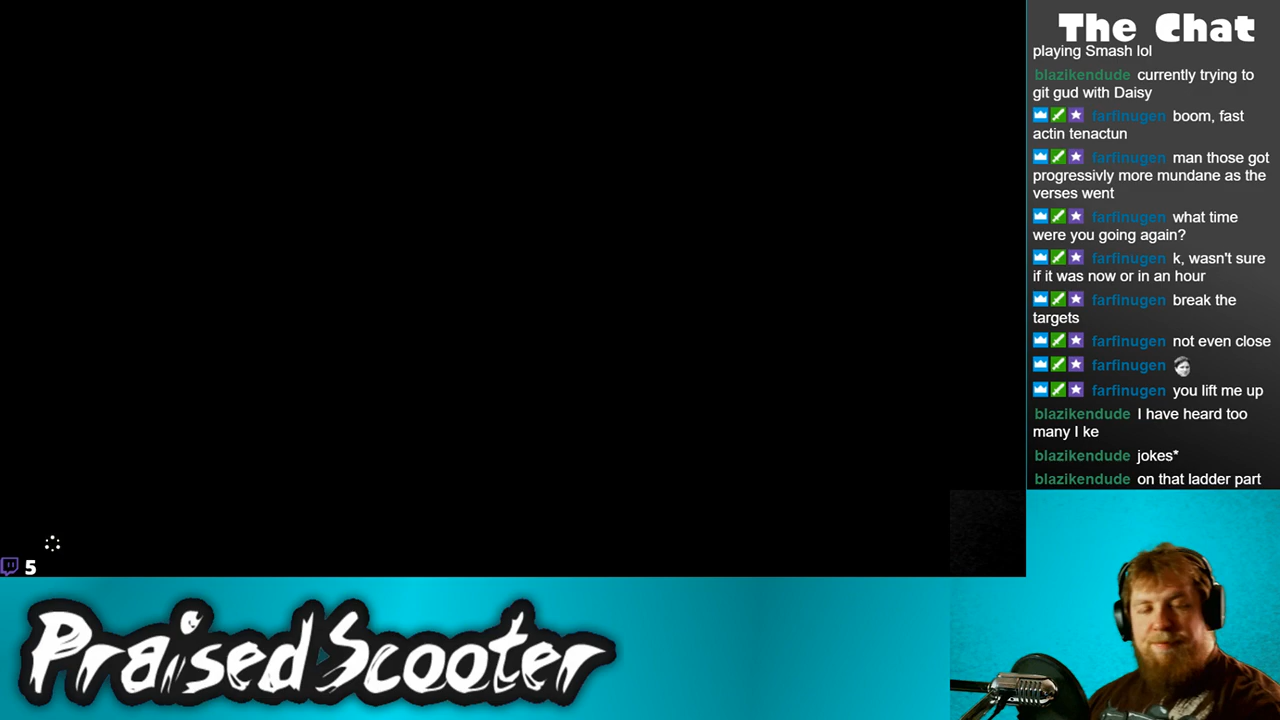 The Chat
playing Smash lol
blazikendude currently trying to
git gud with Daisy
farfinugen boom, fast
actin tenactun
farfinugen man those got
progressivly more mundane as the
verses went
farfinugen what time
were you going again?
farfinugen k, wasn't sure
if it was now or in an hour
farfinugen break the
targets
farfinugen not even close
farfinugen
farfinugen you lift me up
blazikendude I have heard too
many I ke
blazikendude jokes*
blazikendude on that ladder part
5
PraisedScooter